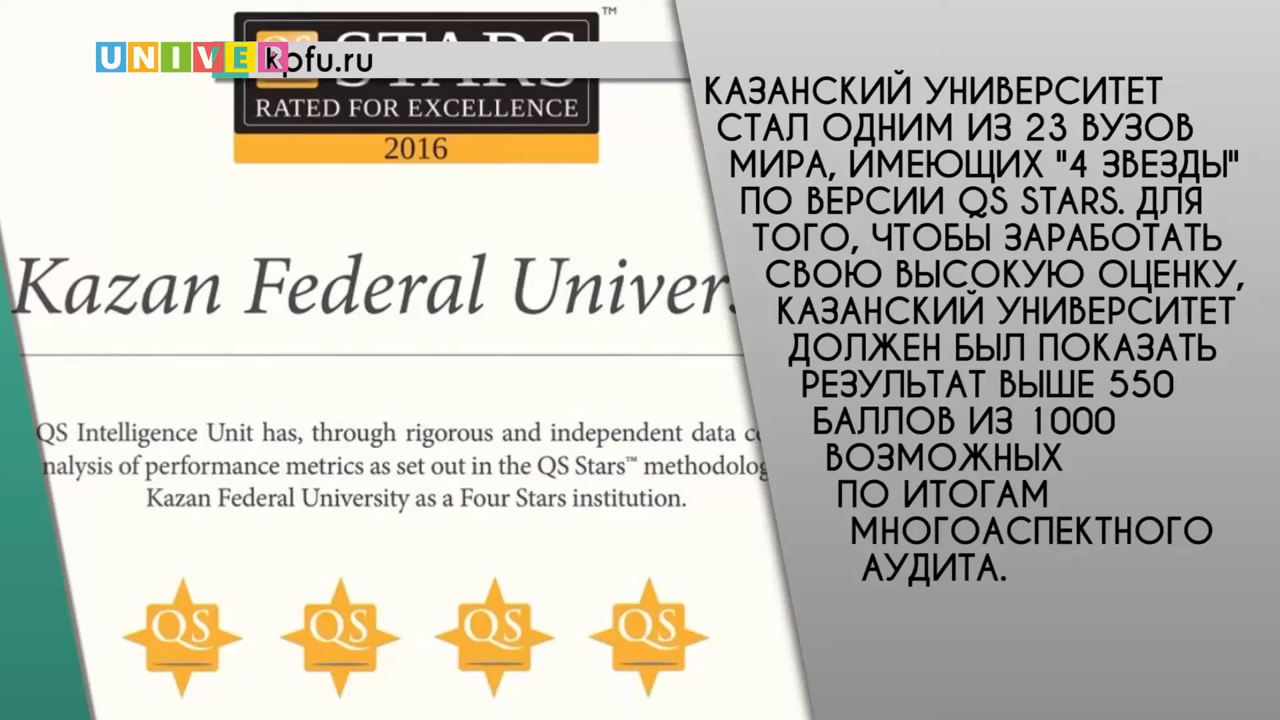 UNIVER
kpfu.ru
QS STARS™
RATED FOR EXCELLENCE
2016
Kazan Federal Univer
QS Intelligence Unit has, through rigorous and independent data
nalysis of performance metrics as set out in the QS Stars™ methodolog
Kazan Federal University as a Four Stars institution.
QS QS QS QS
КАЗАНСКИЙ УНИВЕРСИТЕТ
СТАЛ ОДНИМ ИЗ 23 ВУЗОВ
МИРА, ИМЕЮЩИХ "4 ЗВЕЗДЫ"
ПО ВЕРСИИ QS STARS. ДЛЯ
ТОГО, ЧТОБЫ ЗАРАБОТАТЬ
СВОЮ ВЫСОКУЮ ОЦЕНКУ,
КАЗАНСКИЙ УНИВЕРСИТЕТ
ДОЛЖЕН БЫЛ ПОКАЗАТЬ
РЕЗУЛЬТАТ ВЫШЕ 550
БАЛЛОВ ИЗ 1000
ВОЗМОЖНЫХ
ПО ИТОГАМ
МНОГОАСПЕКТНОГО
АУДИТА.